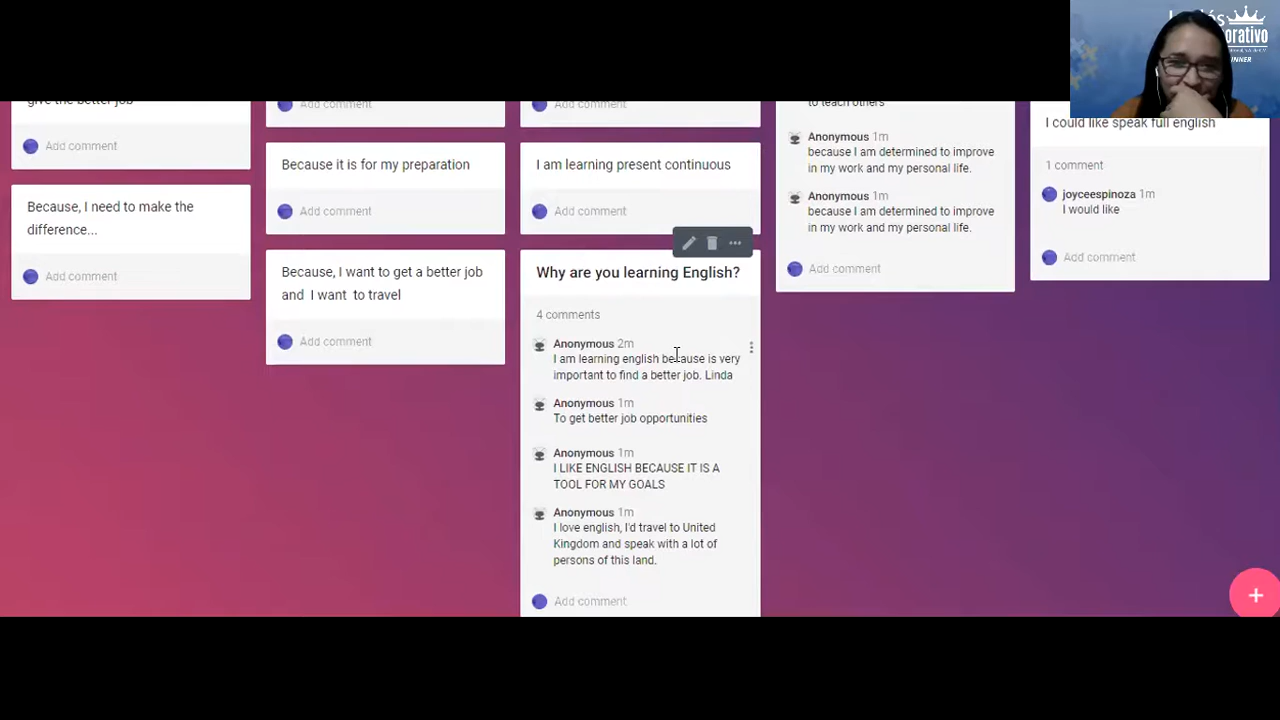 give the better job
Add comment
Because, I need to make the
difference...
Add comment
Add comment
Because it is for my preparation
Add comment
Because, I want to get a better job
and I want to travel
Add comment
Add comment
I am learning present continuous
Add comment
Why are you learning English?
4 comments
Anonymous 2m
I am learning english because is very
important to find a better job. Linda
Anonymous 1m
To get better job opportunities
Anonymous 1m
I LIKE ENGLISH BECAUSE IT IS A
TOOL FOR MY GOALS
Anonymous 1m
I love english, I'd travel to United
Kingdom and speak with a lot of
persons of this land.
Add comment
to teach others
Anonymous 1m
because I am determined to improve
in my work and my personal life.
Anonymous 1m
because I am determined to improve
in my work and my personal life.
Add comment
I could like speak full english
1 comment
joyceespinoza 1m
I would like
Add comment